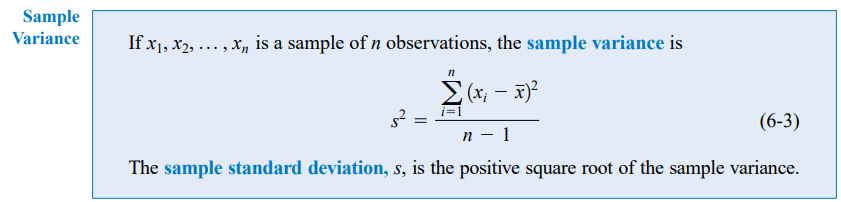 Sample
Variance
If x₁, x₂, … , xₙ is a sample of n observations, the sample variance is
n
∑ (xᵢ − x̄)²
i=1
s² =
n − 1
(6-3)
The sample standard deviation, s, is the positive square root of the sample variance.